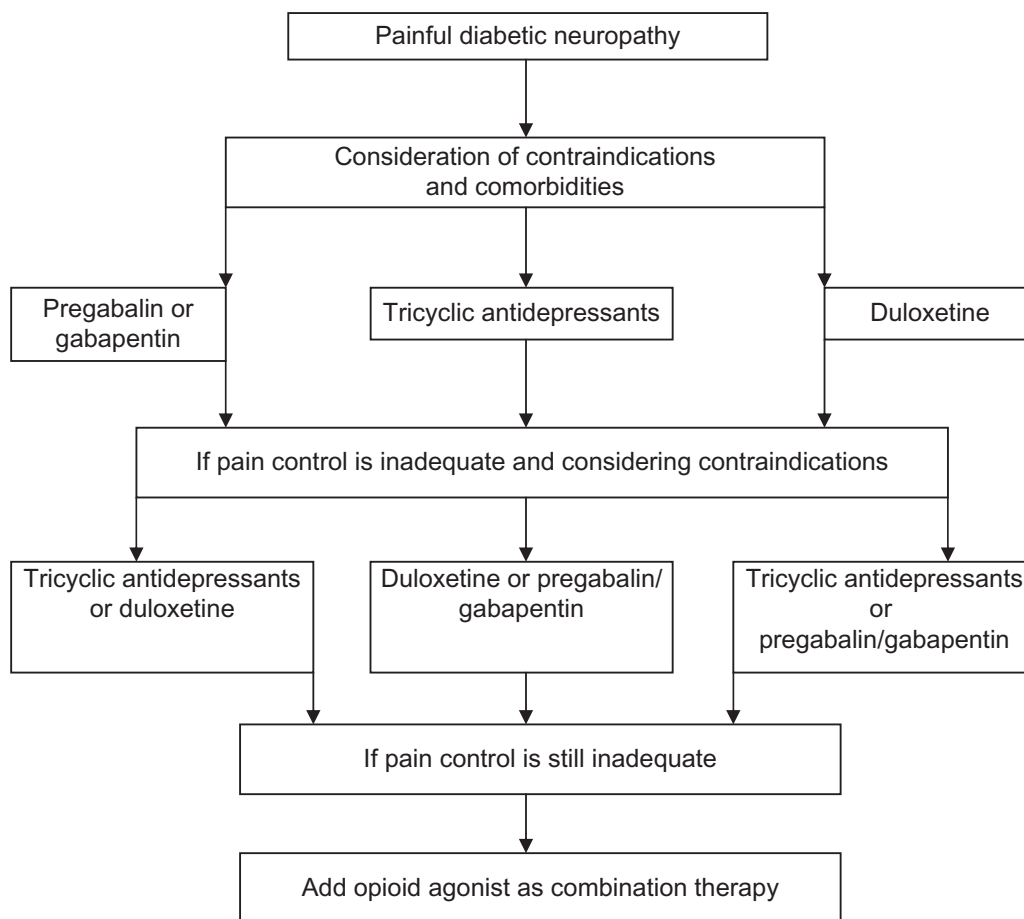 Painful diabetic neuropathy
Consideration of contraindications
and comorbidities
Pregabalin or
gabapentin
Tricyclic antidepressants
Duloxetine
If pain control is inadequate and considering contraindications
Tricyclic antidepressants
or duloxetine
Duloxetine or pregabalin/
gabapentin
Tricyclic antidepressants
or
pregabalin/gabapentin
If pain control is still inadequate
Add opioid agonist as combination therapy